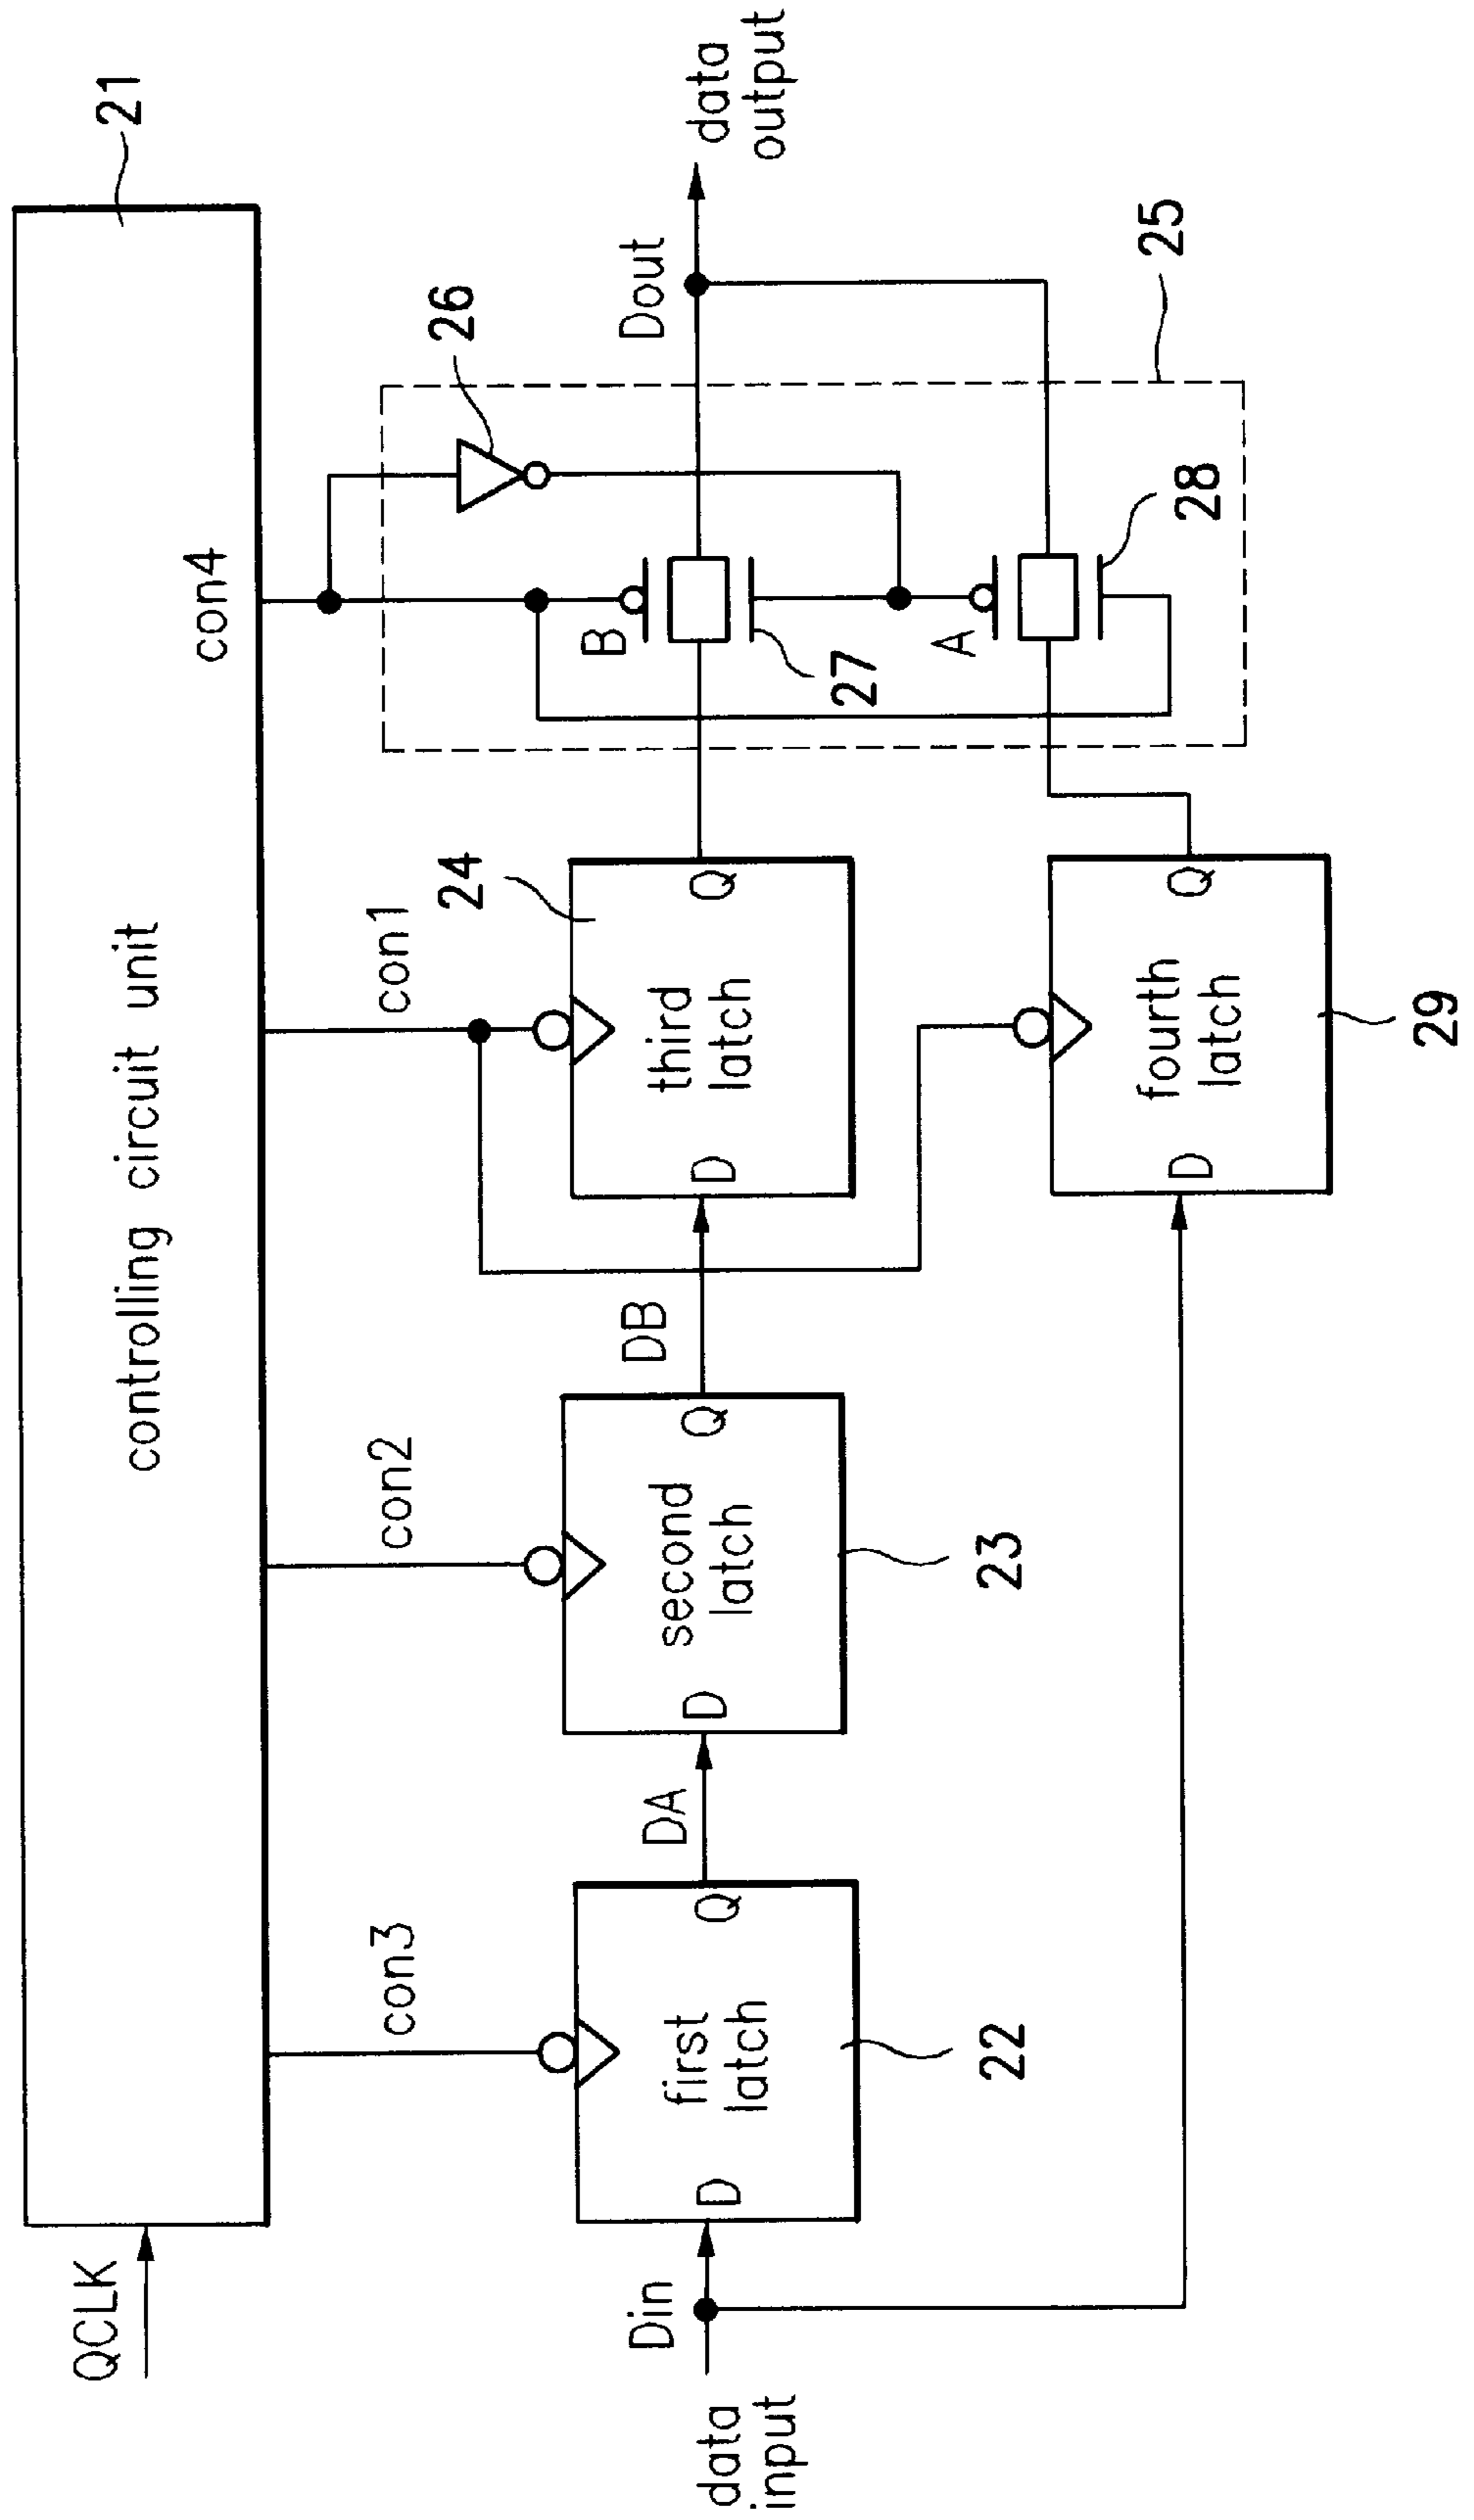 21
controlling circuit unit
QCLK
con4
con1
con2
con3
26
24
Dout
data
output
B
27
A
28
25
D
third
latch
Q
DB
D
second
latch
Q
23
DA
D
first
latch
Q
22
Din
data
input
D
fourth
latch
Q
29